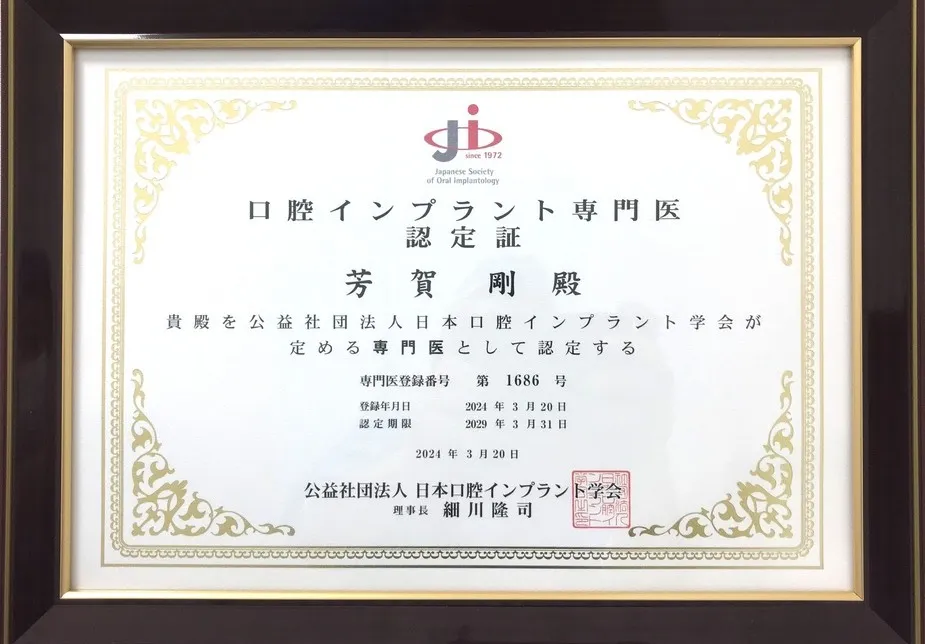 Ji
since 1972
Japanese Society
of Oral Implantology
口腔インプラント専門医
認定証
芳賀 剛 殿
貴殿を公益社団法人日本口腔インプラント学会が
定める専門医として認定する
専門医登録番号 第 1686 号
登録年月日 2024 年 3 月 20 日
認定期限 2029 年 3 月 31 日
2024 年 3 月 20 日
公益社団法人 日本口腔インプラント学会
理事長 細川隆司